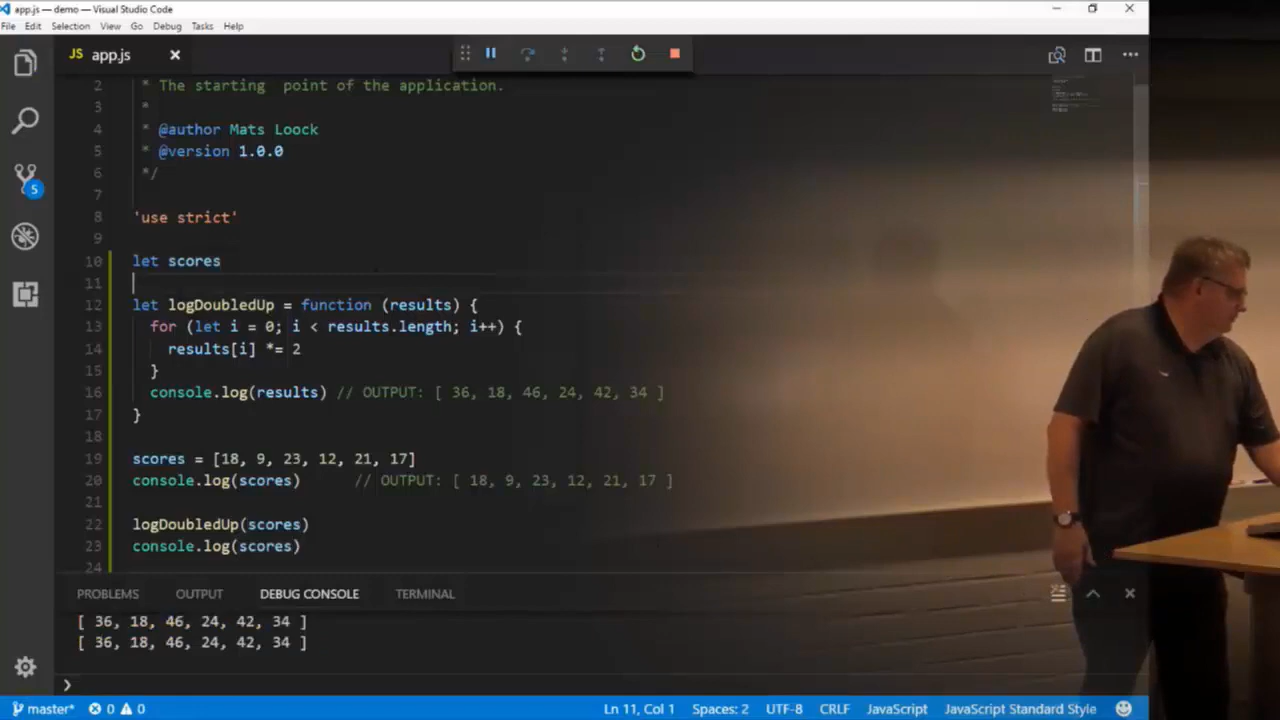 app.js — demo — Visual Studio Code
File Edit Selection View Go Debug Tasks Help
JS app.js
2 * The starting  point of the application.
3 *
4 * @author Mats Loock
5 * @version 1.0.0
6 */
7
8 'use strict'
9
10 let scores
11
12 let logDoubledUp = function (results) {
13 for (let i = 0; i < results.length; i++) {
14 results[i] *= 2
15 }
16 console.log(results) // OUTPUT: [ 36, 18, 46, 24, 42, 34 ]
17 }
18
19 scores = [18, 9, 23, 12, 21, 17]
20 console.log(scores) // OUTPUT: [ 18, 9, 23, 12, 21, 17 ]
21
22 logDoubledUp(scores)
23 console.log(scores)
24
5
PROBLEMS OUTPUT DEBUG CONSOLE TERMINAL
[ 36, 18, 46, 24, 42, 34 ]
[ 36, 18, 46, 24, 42, 34 ]
master* 0 0 Ln 11, Col 1 Spaces: 2 UTF-8 CRLF JavaScript JavaScript Standard Style